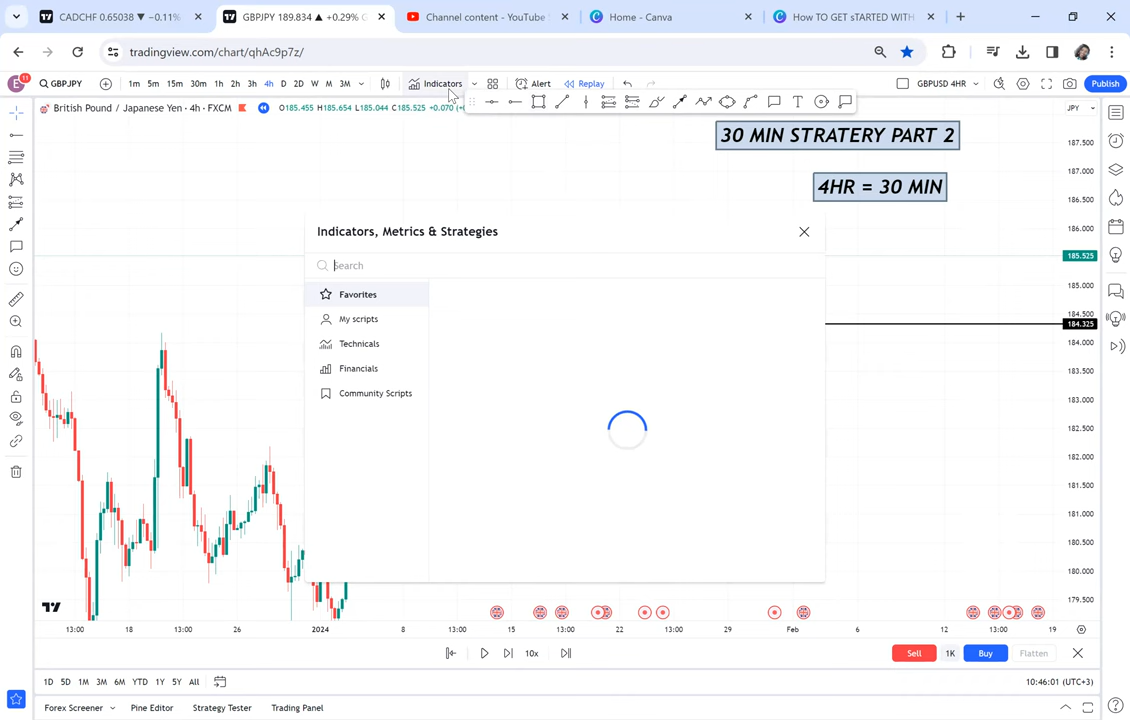 CADCHF 0.65038 ▼ −0.11%
GBPJPY 189.834 ▲ +0.29%
Channel content - YouTube
Home - Canva
How TO GET sTARTED WITH
tradingview.com/chart/qhAc9p7z/
E 11 GBPJPY 1m 5m 15m 30m 1h 2h 3h 4h D 2D W M 3M Indicators Alert Replay GBPUSD 4HR Publish
British Pound / Japanese Yen · 4h · FXCM O185.455 H185.654 L185.044 C185.525 +0.070
JPY
30 MIN STRATERY PART 2
4HR = 30 MIN
Indicators, Metrics & Strategies
Search
Favorites
My scripts
Technicals
Financials
Community Scripts
187.500
187.000
186.500
186.000
185.525
185.000
184.500
184.325
184.000
183.500
183.000
182.500
182.000
181.500
181.000
180.500
180.000
179.500
13:00 18 13:00 26 2024 8 13:00 15 13:00 22 13:00 29 Feb 6 12 13:00 19
10x
Sell 1K Buy Flatten
1D 5D 1M 3M 6M YTD 1Y 5Y All
10:46:01 (UTC+3)
Forex Screener Pine Editor Strategy Tester Trading Panel